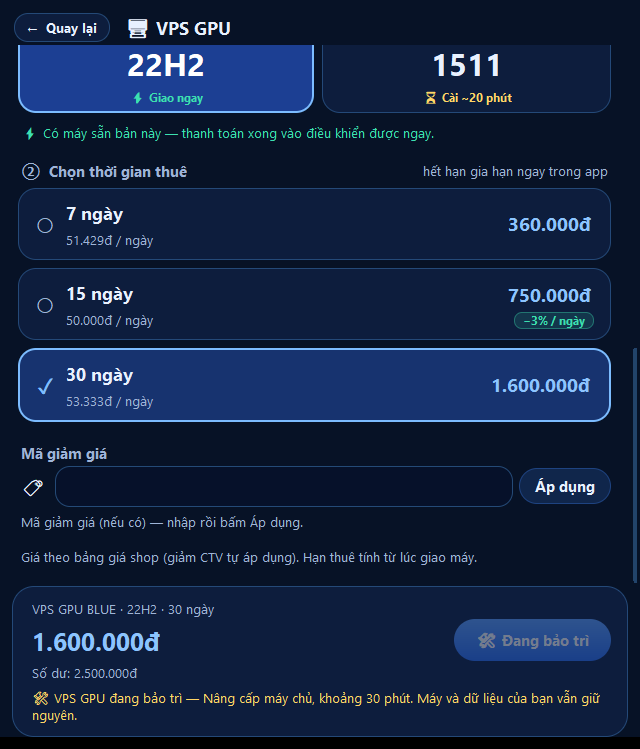 ← Quay lại
VPS GPU
22H2
Giao ngay
1511
Cài ~20 phút
Có máy sẵn bản này — thanh toán xong vào điều khiển được ngay.
② Chọn thời gian thuê
hết hạn gia hạn ngay trong app
7 ngày
51.429đ / ngày
360.000đ
15 ngày
50.000đ / ngày
750.000đ
−3% / ngày
30 ngày
53.333đ / ngày
1.600.000đ
Mã giảm giá
Áp dụng
Mã giảm giá (nếu có) — nhập rồi bấm Áp dụng.
Giá theo bảng giá shop (giảm CTV tự áp dụng). Hạn thuê tính từ lúc giao máy.
VPS GPU BLUE · 22H2 · 30 ngày
1.600.000đ
Đang bảo trì
Số dư: 2.500.000đ
VPS GPU đang bảo trì — Nâng cấp máy chủ, khoảng 30 phút. Máy và dữ liệu của bạn vẫn giữ
nguyên.